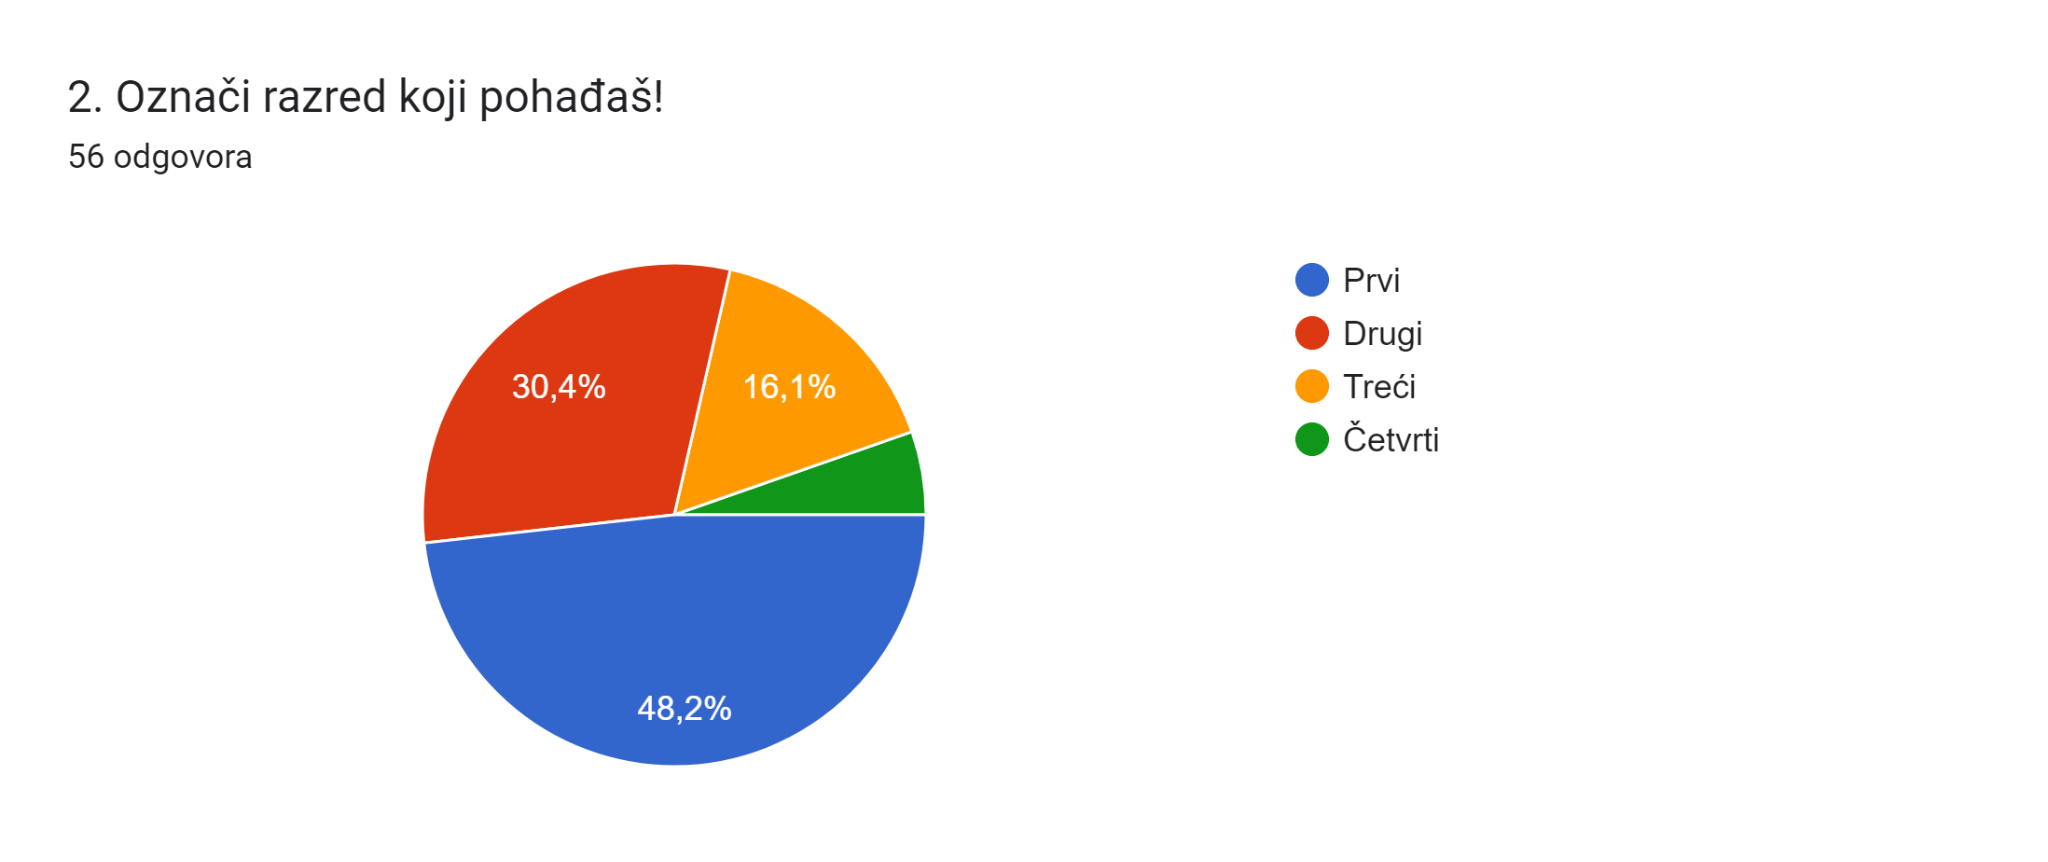 2. Označi razred koji pohađaš!
56 odgovora
30,4%
16,1%
48,2%
Prvi
Drugi
Treći
Četvrti